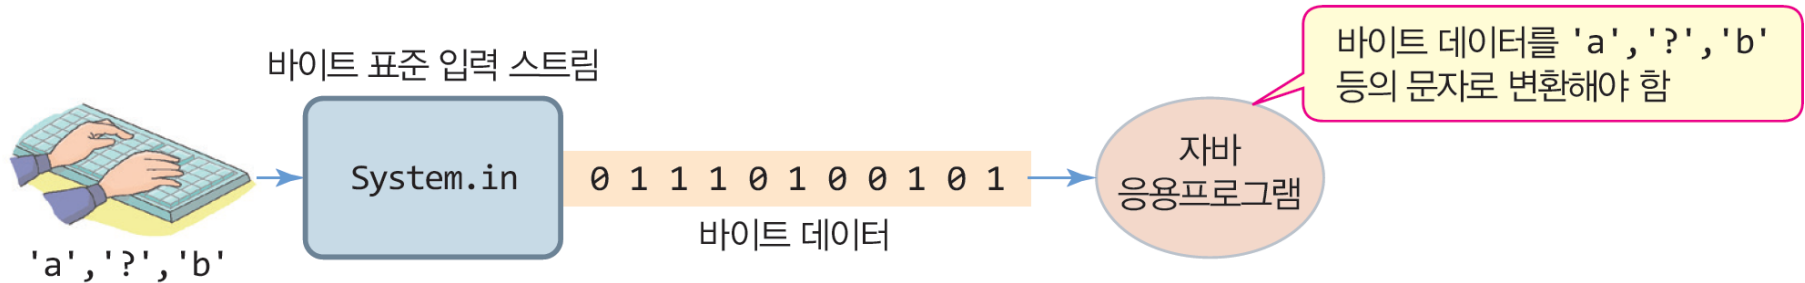 바이트 표준 입력 스트림
바이트 데이터를 'a','?','b'
등의 문자로 변환해야 함
System.in
0 1 1 1 0 1 0 0 1 0 1
자바
응용프로그램
바이트 데이터
'a','?','b'